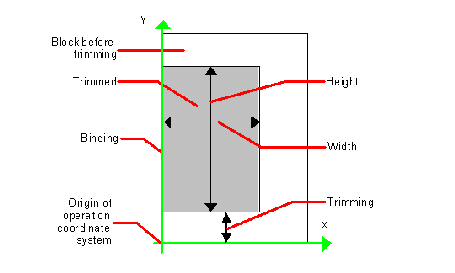 Y
Block before
trimming
Trimmed
Height
Binding
Width
Origin of
operation
coordinate
system
Trimming
X